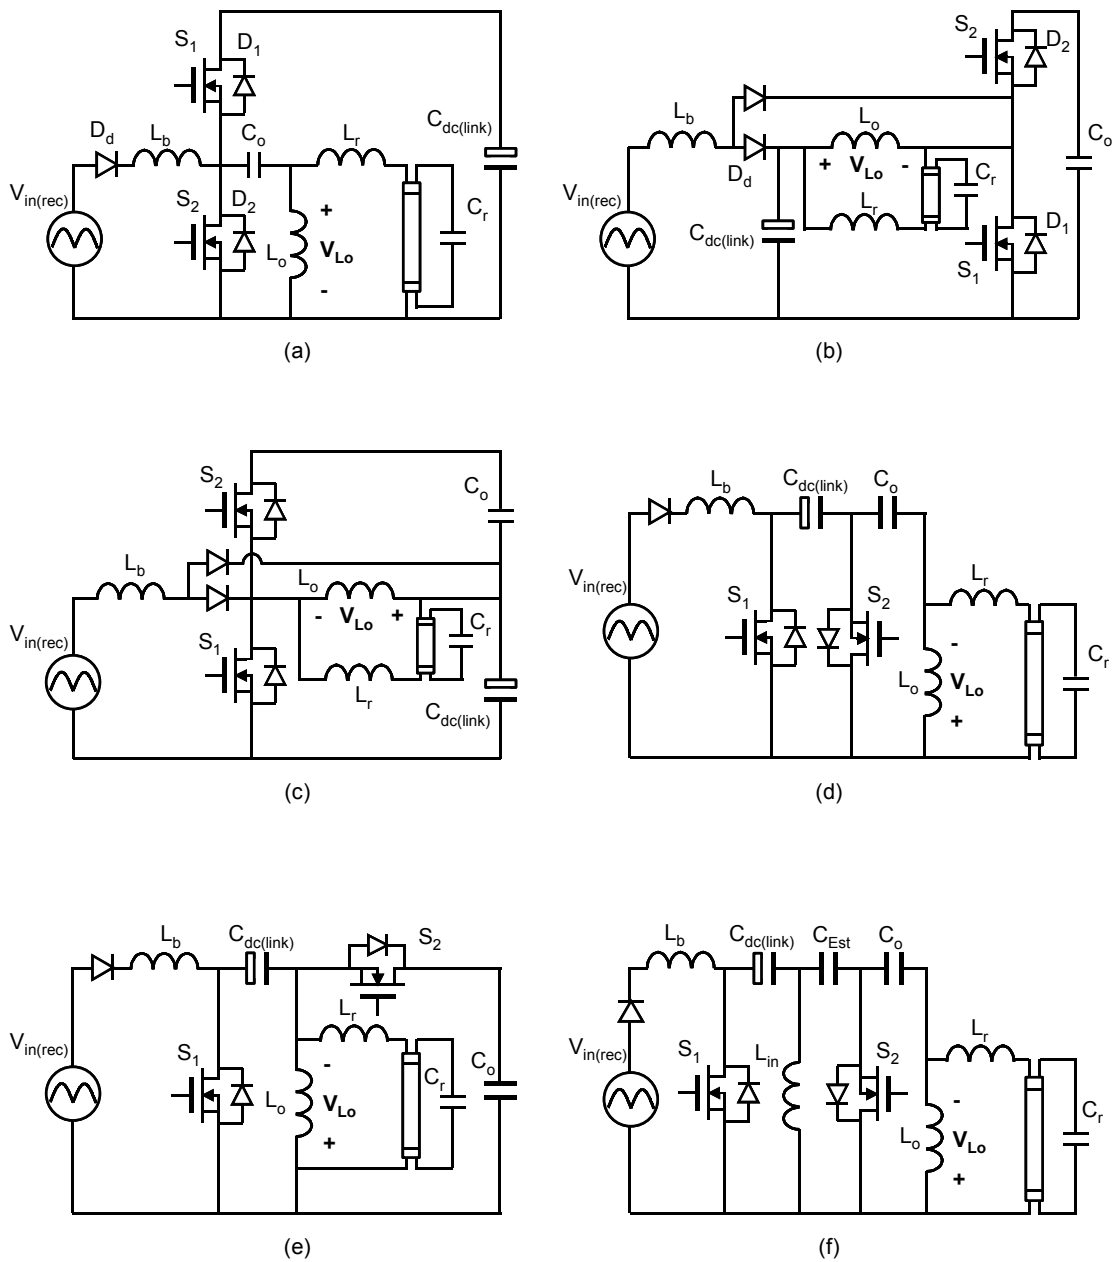 S1
D1
Dd
Lb
Co
Lr
Cdc(link)
Vin(rec)
S2
D2
Cr
+
Lo
VLo
-
(a)
S2
D2
Lb
Lo
Co
+ VLo -
Dd
Cr
Vin(rec)
Lr
D1
Cdc(link)
S1
(b)
S2
Co
Lb
Lo
- VLo +
Cr
Vin(rec)
S1
Lr
Cdc(link)
(c)
Lb
Cdc(link)
Co
Vin(rec)
Lr
S1
S2
-
Cr
Lo
VLo
+
(d)
Lb
Cdc(link)
S2
Lr
Vin(rec)
S1
-
Cr
Co
Lo
VLo
+
(e)
Lb
Cdc(link)
CEst
Co
Vin(rec)
Lr
S1
Lin
S2
-
Cr
Lo
VLo
+
(f)